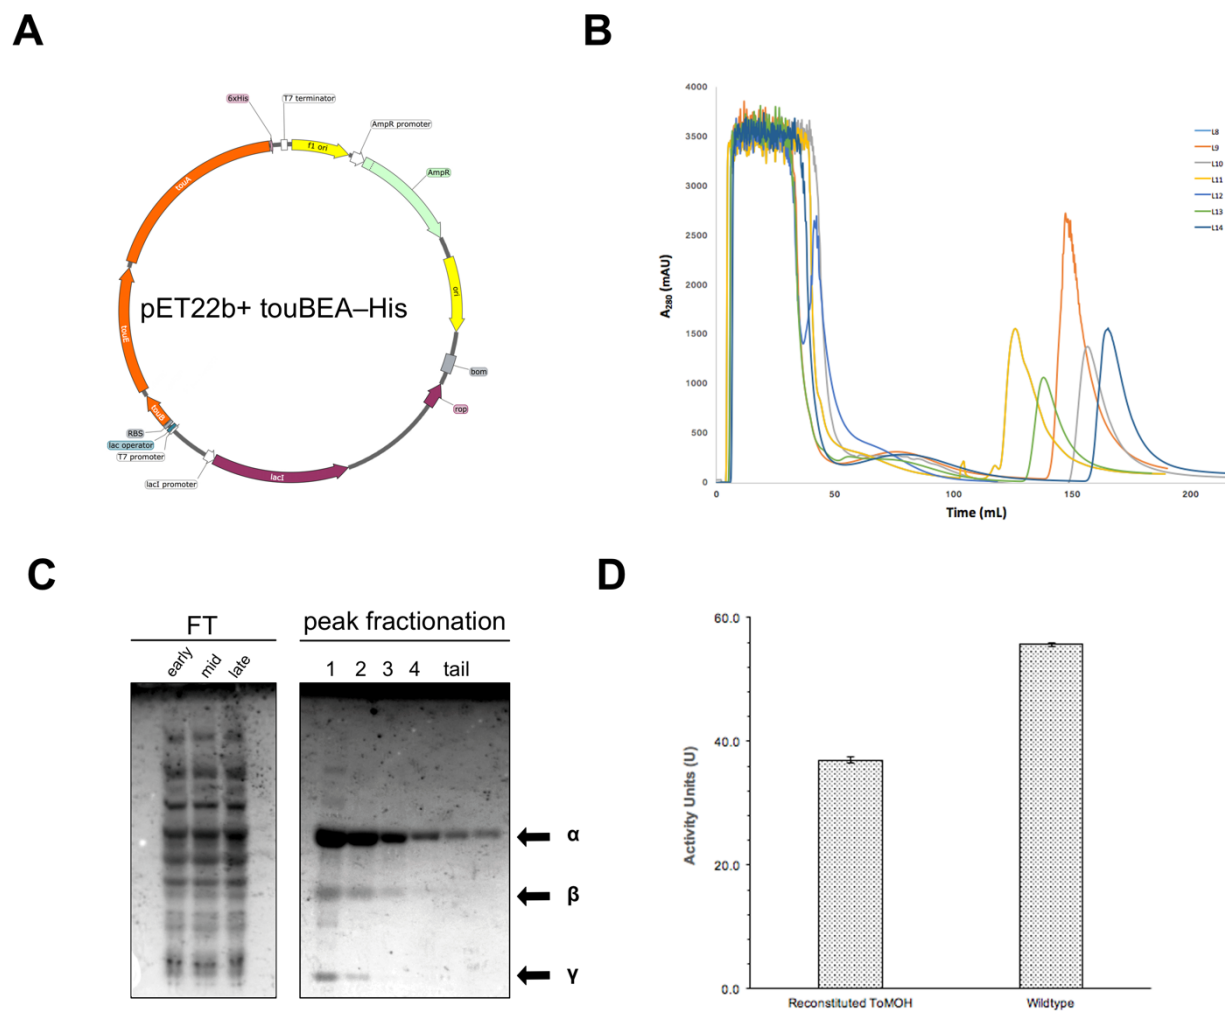 A
B
6xHis
T7 terminator
AmpR promoter
f1 ori
AmpR
touA
ori
pET22b+ touBEA–His
touE
bom
rop
touB
RBS
lac operator
T7 promoter
lacI promoter
lacI
4000
3500
3000
2500
2000
1500
1000
500
0
A280 (mAU)
0 50 100 150 200
Time (mL)
L8
L9
L10
L11
L12
L13
L14
C
D
FT
peak fractionation
early mid late
1 2 3 4 tail
α
β
γ
60.0
40.0
20.0
0.0
Activity Units (U)
Reconstituted ToMOH
Wildtype